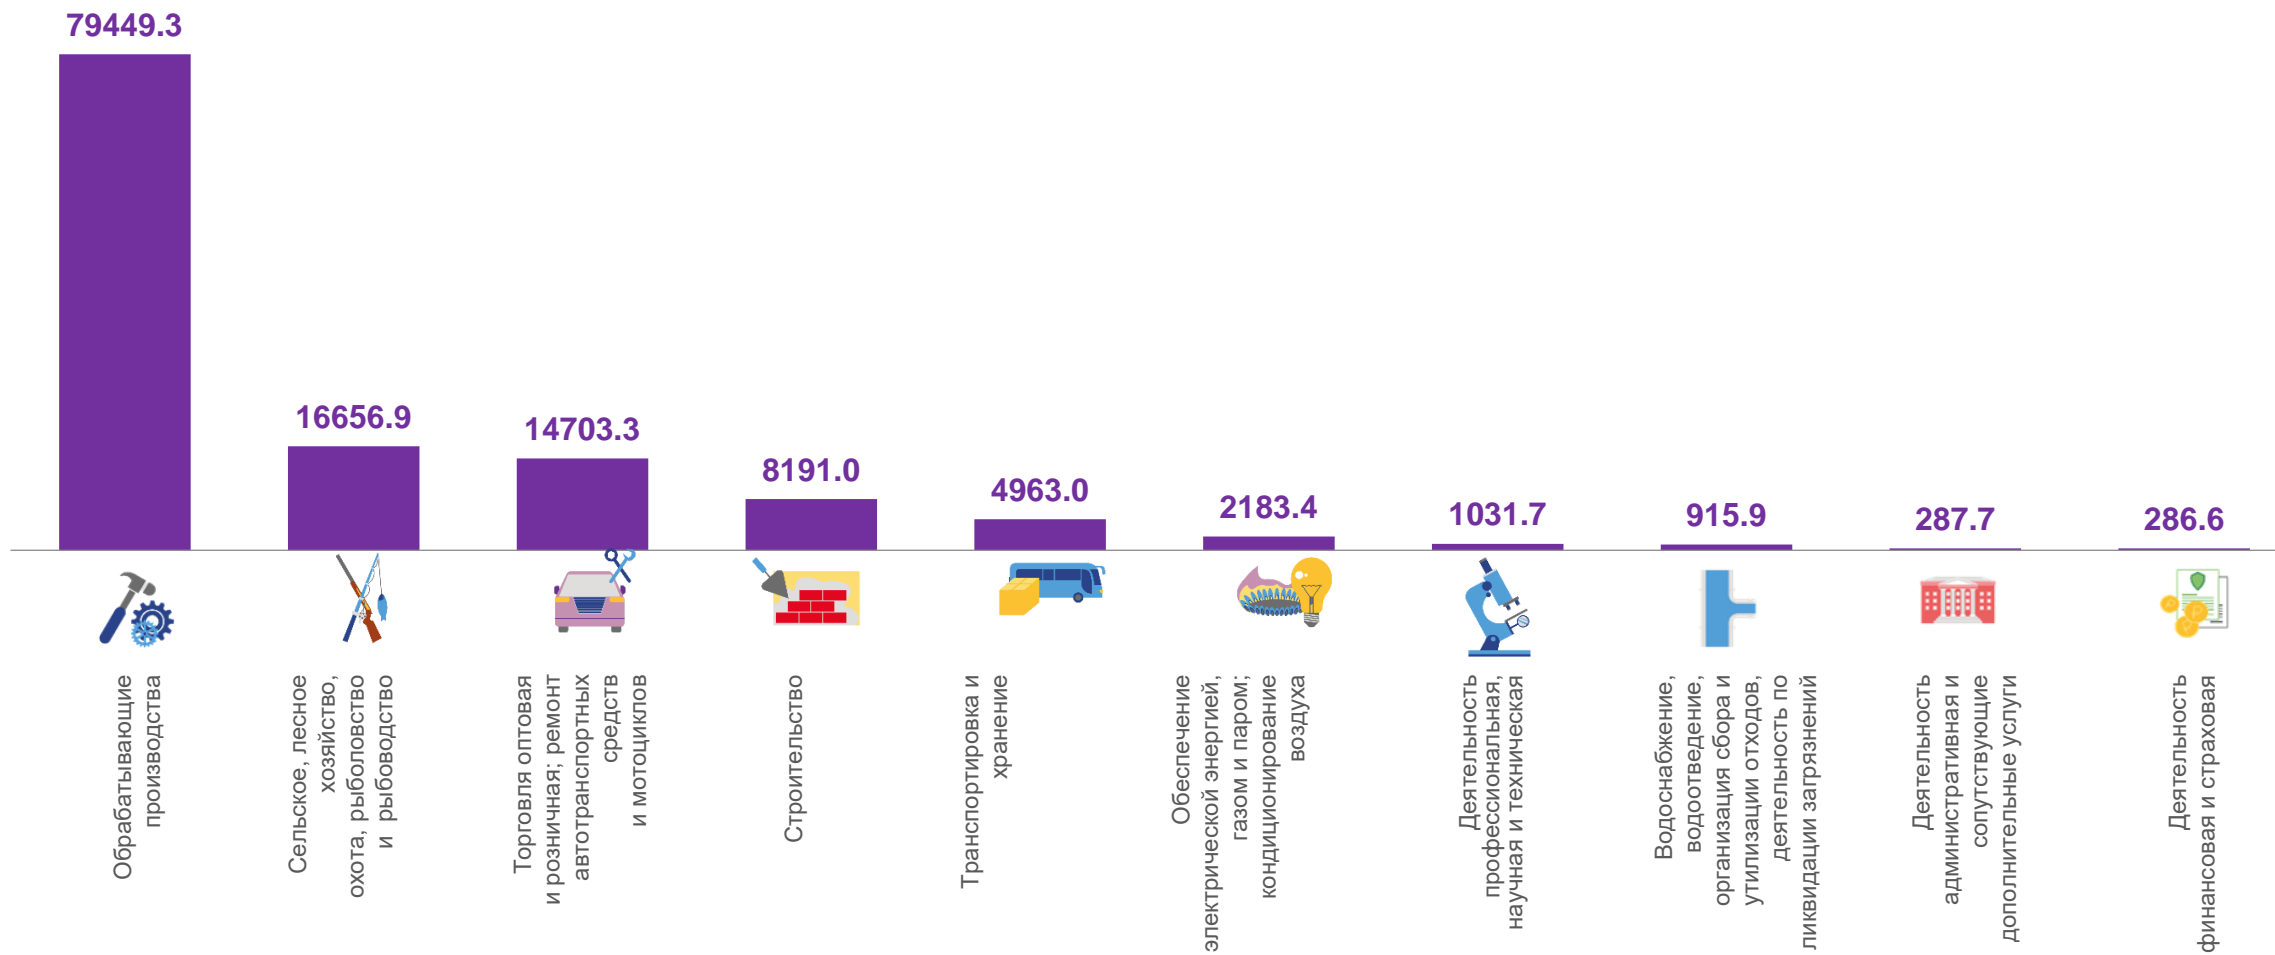 79449.3
16656.9
14703.3
8191.0
4963.0
2183.4
1031.7
915.9
287.7
286.6
Обрабатывающие
производства
Сельское, лесное
хозяйство,
охота, рыболовство
и рыбоводство
Торговля оптовая
и розничная; ремонт
автотранспортных
средств
и мотоциклов
Строительство
Транспортировка и
хранение
Обеспечение
электрической энергией,
газом и паром;
кондиционирование
воздуха
Деятельность
профессиональная,
научная и техническая
Водоснабжение,
водоотведение,
организация сбора и
утилизации отходов,
деятельность по
ликвидации загрязнений
Деятельность
административная и
сопутствующие
дополнительные услуги
Деятельность
финансовая и страховая